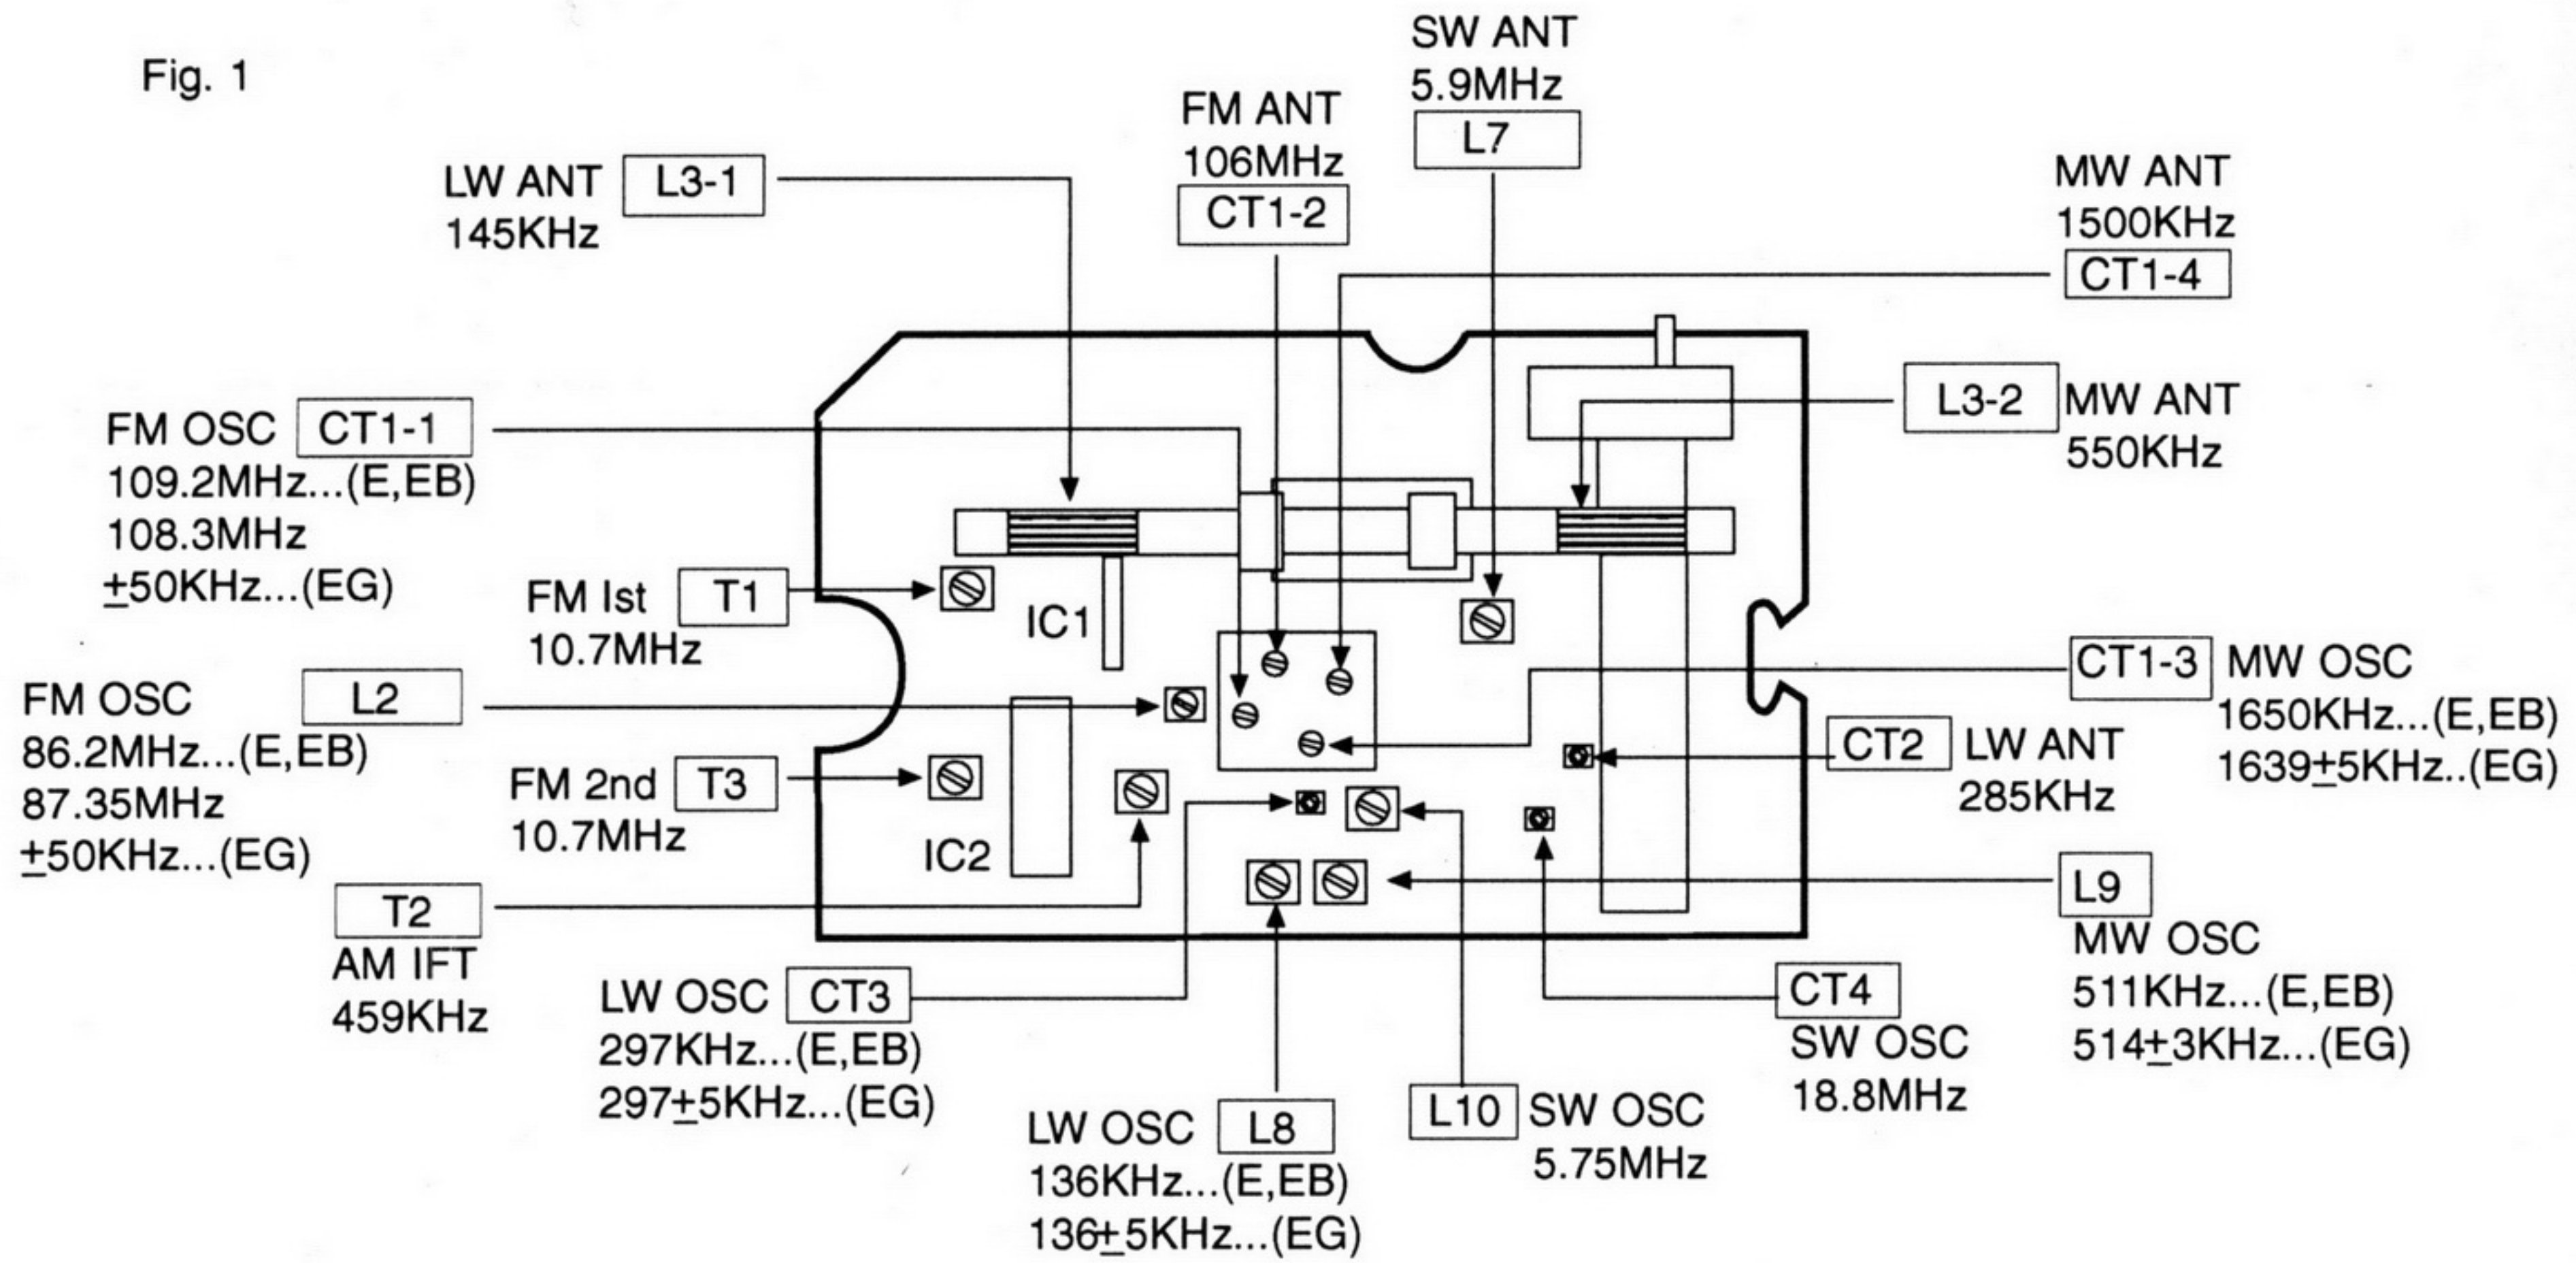 Fig. 1
SW ANT
5.9MHz
L7
FM ANT
106MHz
CT1-2
LW ANT L3-1
145KHz
MW ANT
1500KHz
CT1-4
L3-2 MW ANT
550KHz
FM OSC CT1-1
109.2MHz...(E,EB)
108.3MHz
±50KHz...(EG)
FM Ist T1
10.7MHz
IC1
FM OSC L2
86.2MHz...(E,EB)
87.35MHz
±50KHz...(EG)
CT1-3 MW OSC
1650KHz...(E,EB)
1639±5KHz..(EG)
CT2 LW ANT
285KHz
FM 2nd T3
10.7MHz
IC2
T2
AM IFT
459KHz
L9
MW OSC
511KHz...(E,EB)
514±3KHz...(EG)
LW OSC CT3
297KHz...(E,EB)
297±5KHz...(EG)
CT4
SW OSC
18.8MHz
LW OSC L8
136KHz...(E,EB)
136±5KHz...(EG)
L10 SW OSC
5.75MHz